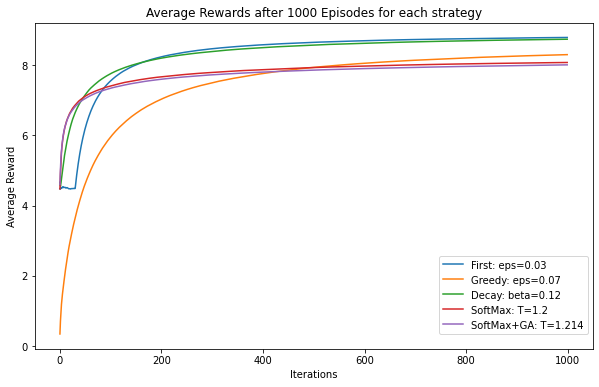 Average Rewards after 1000 Episodes for each strategy
Average Reward
8
6
4
2
0
First: eps=0.03
Greedy: eps=0.07
Decay: beta=0.12
SoftMax: T=1.2
SoftMax+GA: T=1.214
0 200 400 600 800 1000
Iterations